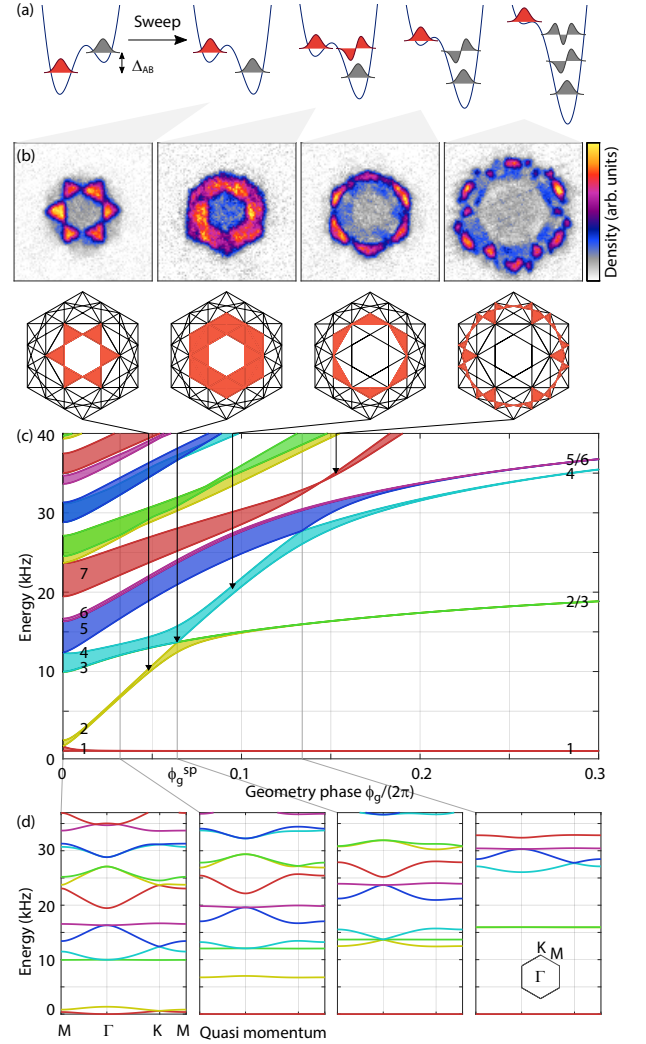 (a)
Sweep
Δ_AB
(b)
Density (arb. units)
(c)
40
30
20
10
0
Energy (kHz)
7
6
5
4
3
2
1
5/6
4
2/3
1
0
ϕ_g^sp
0.1
0.2
0.3
Geometry phase ϕ_g/(2π)
(d)
30
20
10
0
Energy (kHz)
K
M
Γ
M Γ K M
Quasi momentum